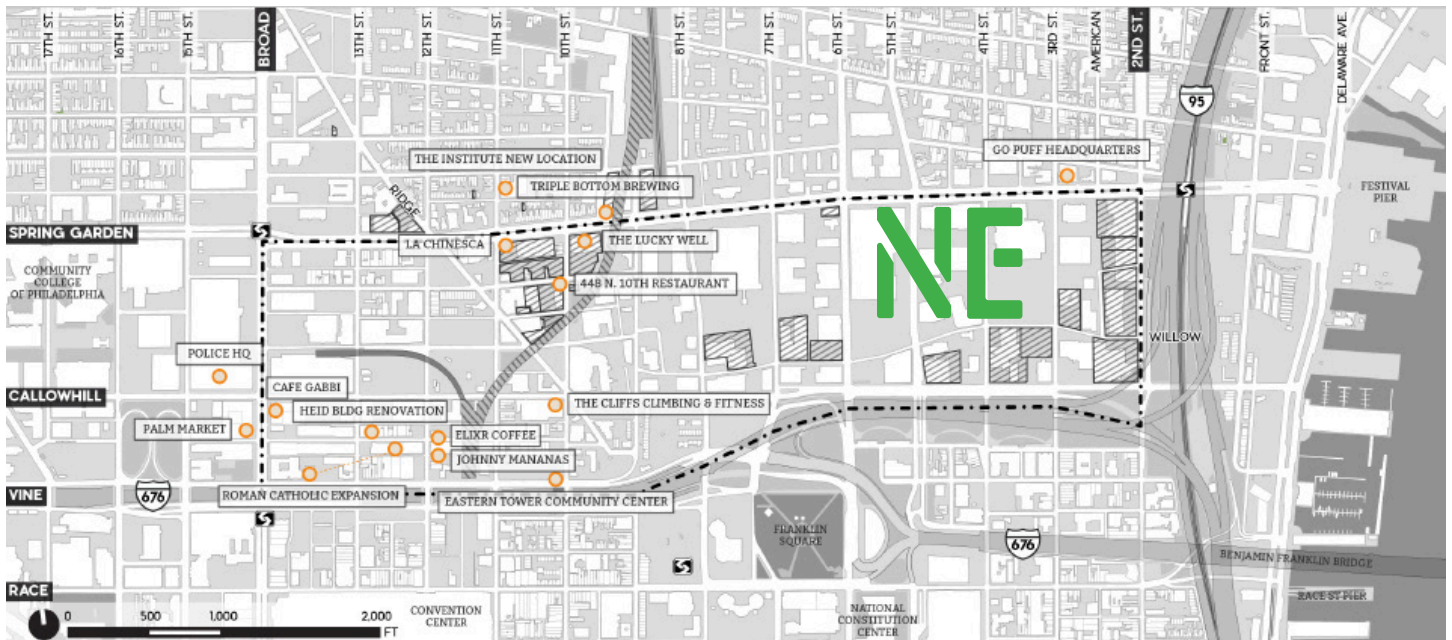 17TH ST.
16TH ST.
15TH ST.
BROAD
13TH ST.
12TH ST.
11TH ST.
10TH ST.
8TH ST.
7TH ST.
6TH ST.
5TH ST.
4TH ST.
3RD ST.
AMERICAN
2ND ST.
FRONT ST.
DELAWARE AVE.
95
GO PUFF HEADQUARTERS
THE INSTITUTE NEW LOCATION
TRIPLE BOTTOM BREWING
RIDGE
FESTIVAL
PIER
SPRING GARDEN
LA CHINESCA
THE LUCKY WELL
NE
COMMUNITY
COLLEGE
OF PHILADELPHIA
448 N. 10TH RESTAURANT
WILLOW
POLICE HQ
CAFE GABBI
CALLOWHILL
HEID BLDG RENOVATION
THE CLIFFS CLIMBING & FITNESS
PALM MARKET
ELIXR COFFEE
JOHNNY MANANAS
VINE
676
ROMAN CATHOLIC EXPANSION
EASTERN TOWER COMMUNITY CENTER
FRANKLIN
SQUARE
676
BENJAMIN FRANKLIN BRIDGE
RACE
RACE ST PIER
0 500 1,000 2,000
FT
CONVENTION
CENTER
NATIONAL
CONSTITUTION
CENTER